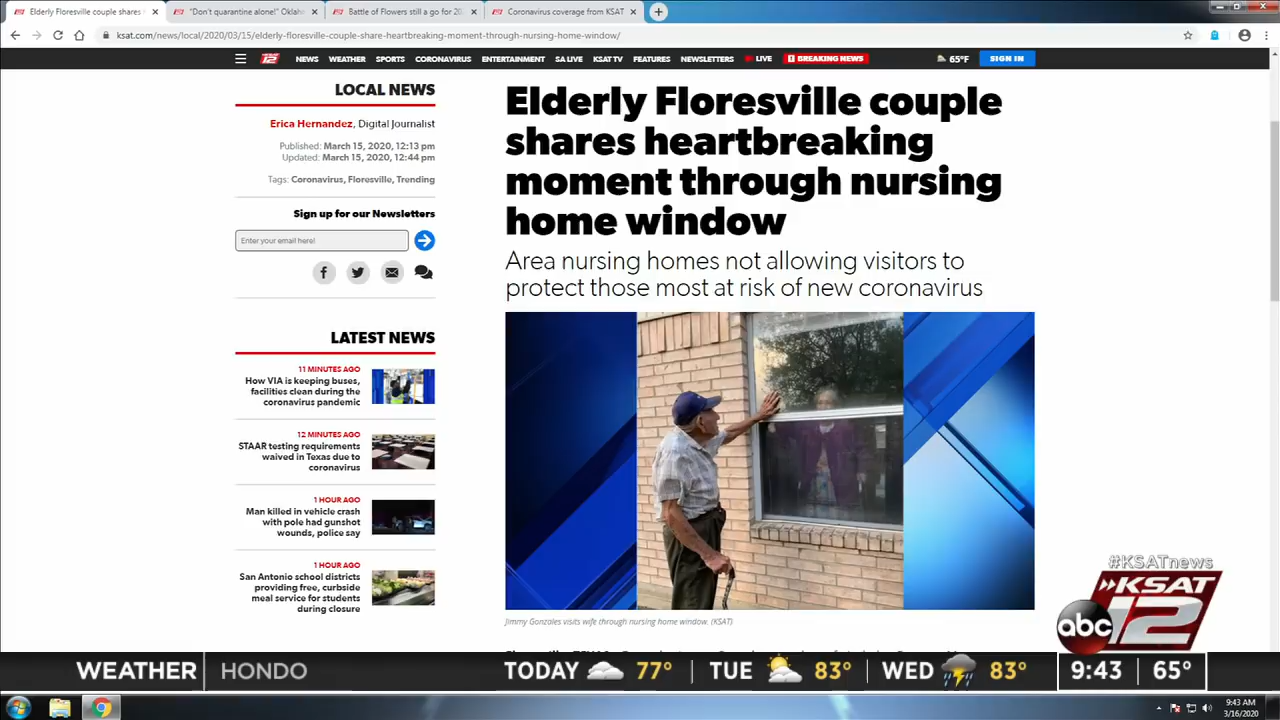 Elderly Floresville couple shares
"Don't quarantine alone!" Oklah
Battle of Flowers still a go for 20
Coronavirus coverage from KSAT
ksat.com/news/local/2020/03/15/elderly-floresville-couple-share-heartbreaking-moment-through-nursing-home-window/
12
NEWS WEATHER SPORTS CORONAVIRUS ENTERTAINMENT SA LIVE KSAT TV FEATURES NEWSLETTERS LIVE BREAKING NEWS 65°F SIGN IN
LOCAL NEWS
Erica Hernandez, Digital Journalist
Published: March 15, 2020, 12:13 pm
Updated: March 15, 2020, 12:44 pm
Tags: Coronavirus, Floresville, Trending
Sign up for our Newsletters
Enter your email here!
LATEST NEWS
11 MINUTES AGO
How VIA is keeping buses,
facilities clean during the
coronavirus pandemic
12 MINUTES AGO
STAAR testing requirements
waived in Texas due to
coronavirus
1 HOUR AGO
Man killed in vehicle crash
with pole had gunshot
wounds, police say
1 HOUR AGO
San Antonio school districts
providing free, curbside
meal service for students
during closure
Elderly Floresville couple
shares heartbreaking
moment through nursing
home window
Area nursing homes not allowing visitors to
protect those most at risk of new coronavirus
Jimmy Gonzales visits wife through nursing home window. (KSAT)
#KSATnews
KSAT
abc 12
WEATHER HONDO TODAY 77° TUE 83° WED 83° 9:43 65°
9:43 AM
3/16/2020